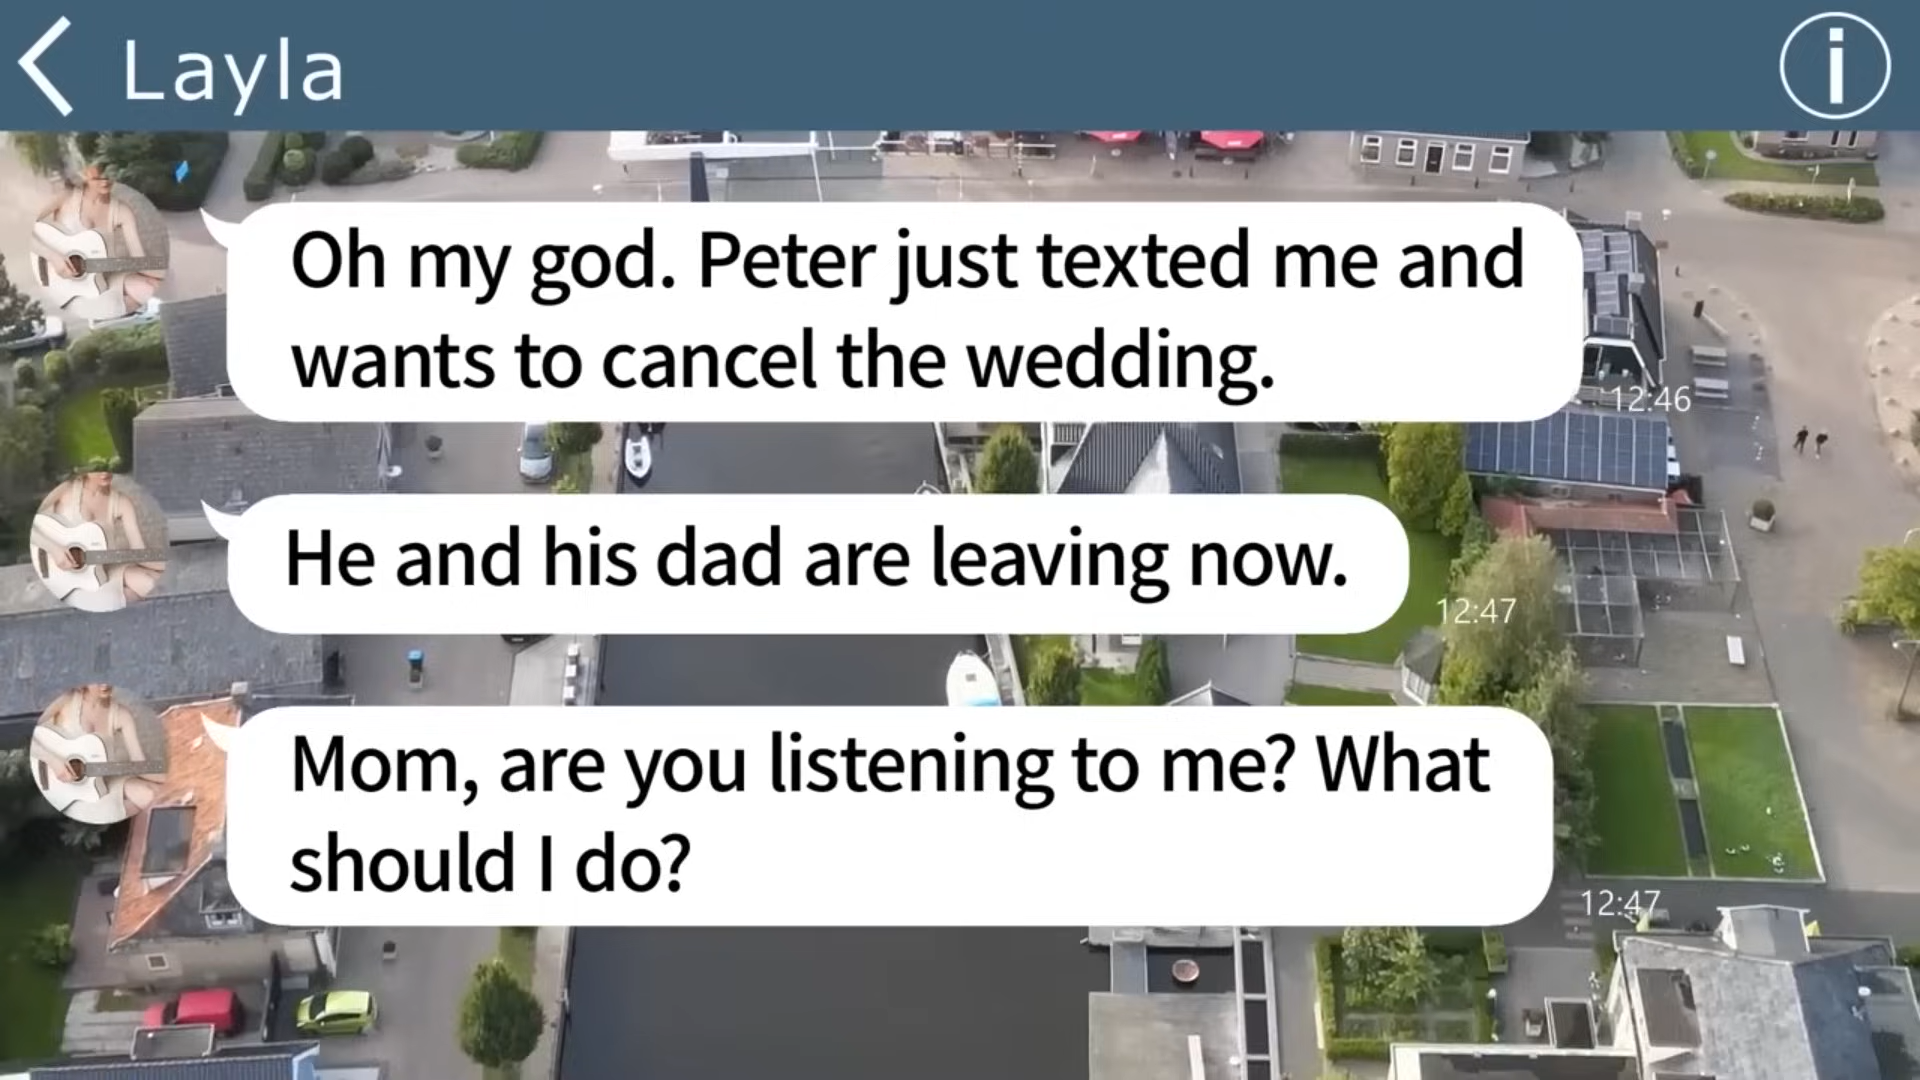 Layla
Oh my god. Peter just texted me and
wants to cancel the wedding.
12:46
He and his dad are leaving now.
12:47
Mom, are you listening to me? What
should I do?
12:47